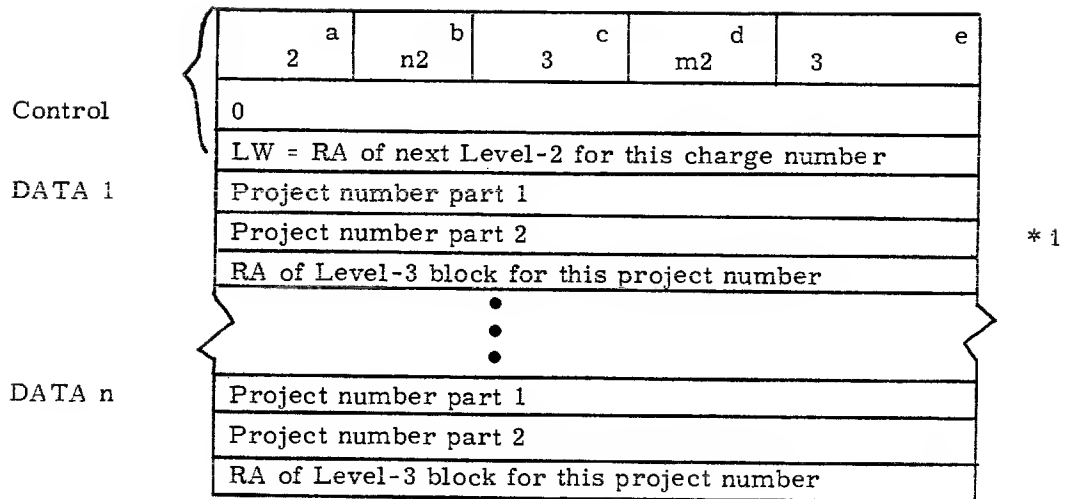 a b c d e
2 n2 3 m2 3
Control 0
LW = RA of next Level-2 for this charge number
DATA 1 Project number part 1
Project number part 2 *1
RA of Level-3 block for this project number
DATA n Project number part 1
Project number part 2
RA of Level-3 block for this project number